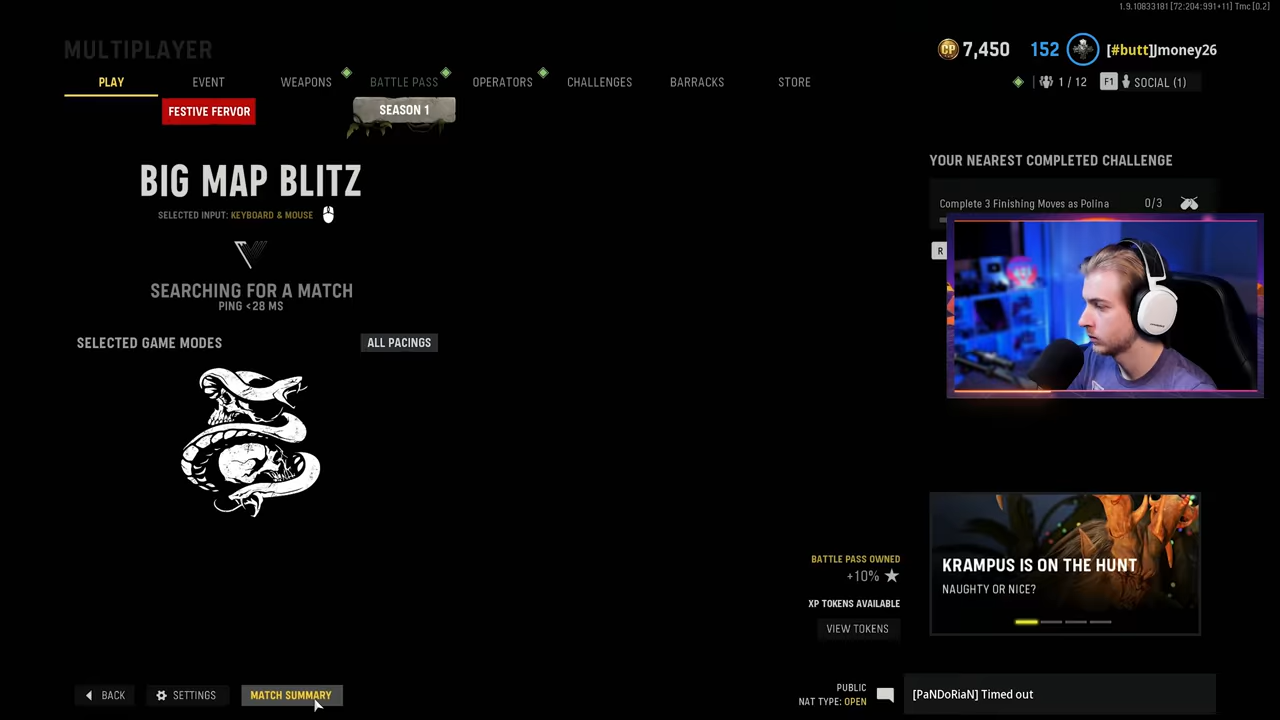 1.9.10833181 [72:204:991+11] Tmc [0.2]
MULTIPLAYER
CP 7,450 152 [#butt]Jmoney26
PLAY EVENT WEAPONS BATTLE PASS OPERATORS CHALLENGES BARRACKS STORE
1 / 12 F1 SOCIAL (1)
FESTIVE FERVOR SEASON 1
BIG MAP BLITZ
SELECTED INPUT: KEYBOARD & MOUSE
SEARCHING FOR A MATCH
PING <28 MS
SELECTED GAME MODES ALL PACINGS
YOUR NEAREST COMPLETED CHALLENGE
Complete 3 Finishing Moves as Polina 0/3
R
BATTLE PASS OWNED
+10%
XP TOKENS AVAILABLE
VIEW TOKENS
KRAMPUS IS ON THE HUNT
NAUGHTY OR NICE?
BACK SETTINGS MATCH SUMMARY
PUBLIC
NAT TYPE: OPEN
[PaNDoRiaN] Timed out